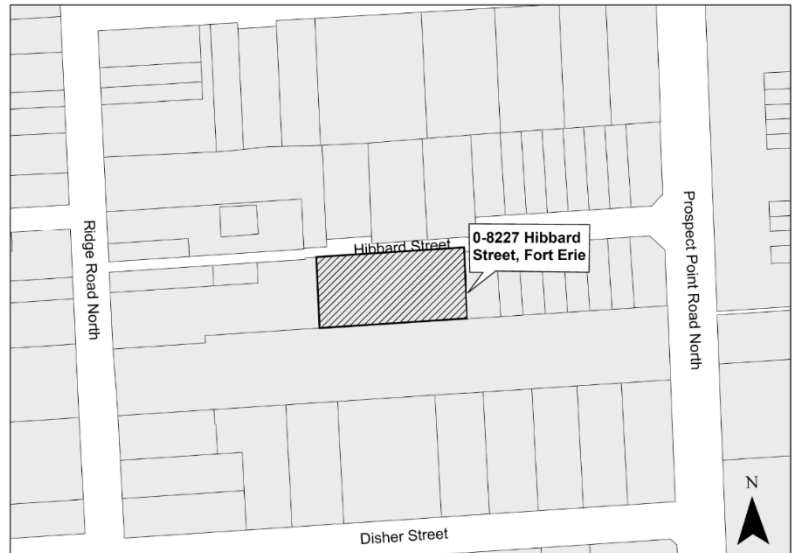 Hibbard Street
0-8227 Hibbard
Street, Fort Erie
Ridge Road North
Prospect Point Road North
N
Disher Street